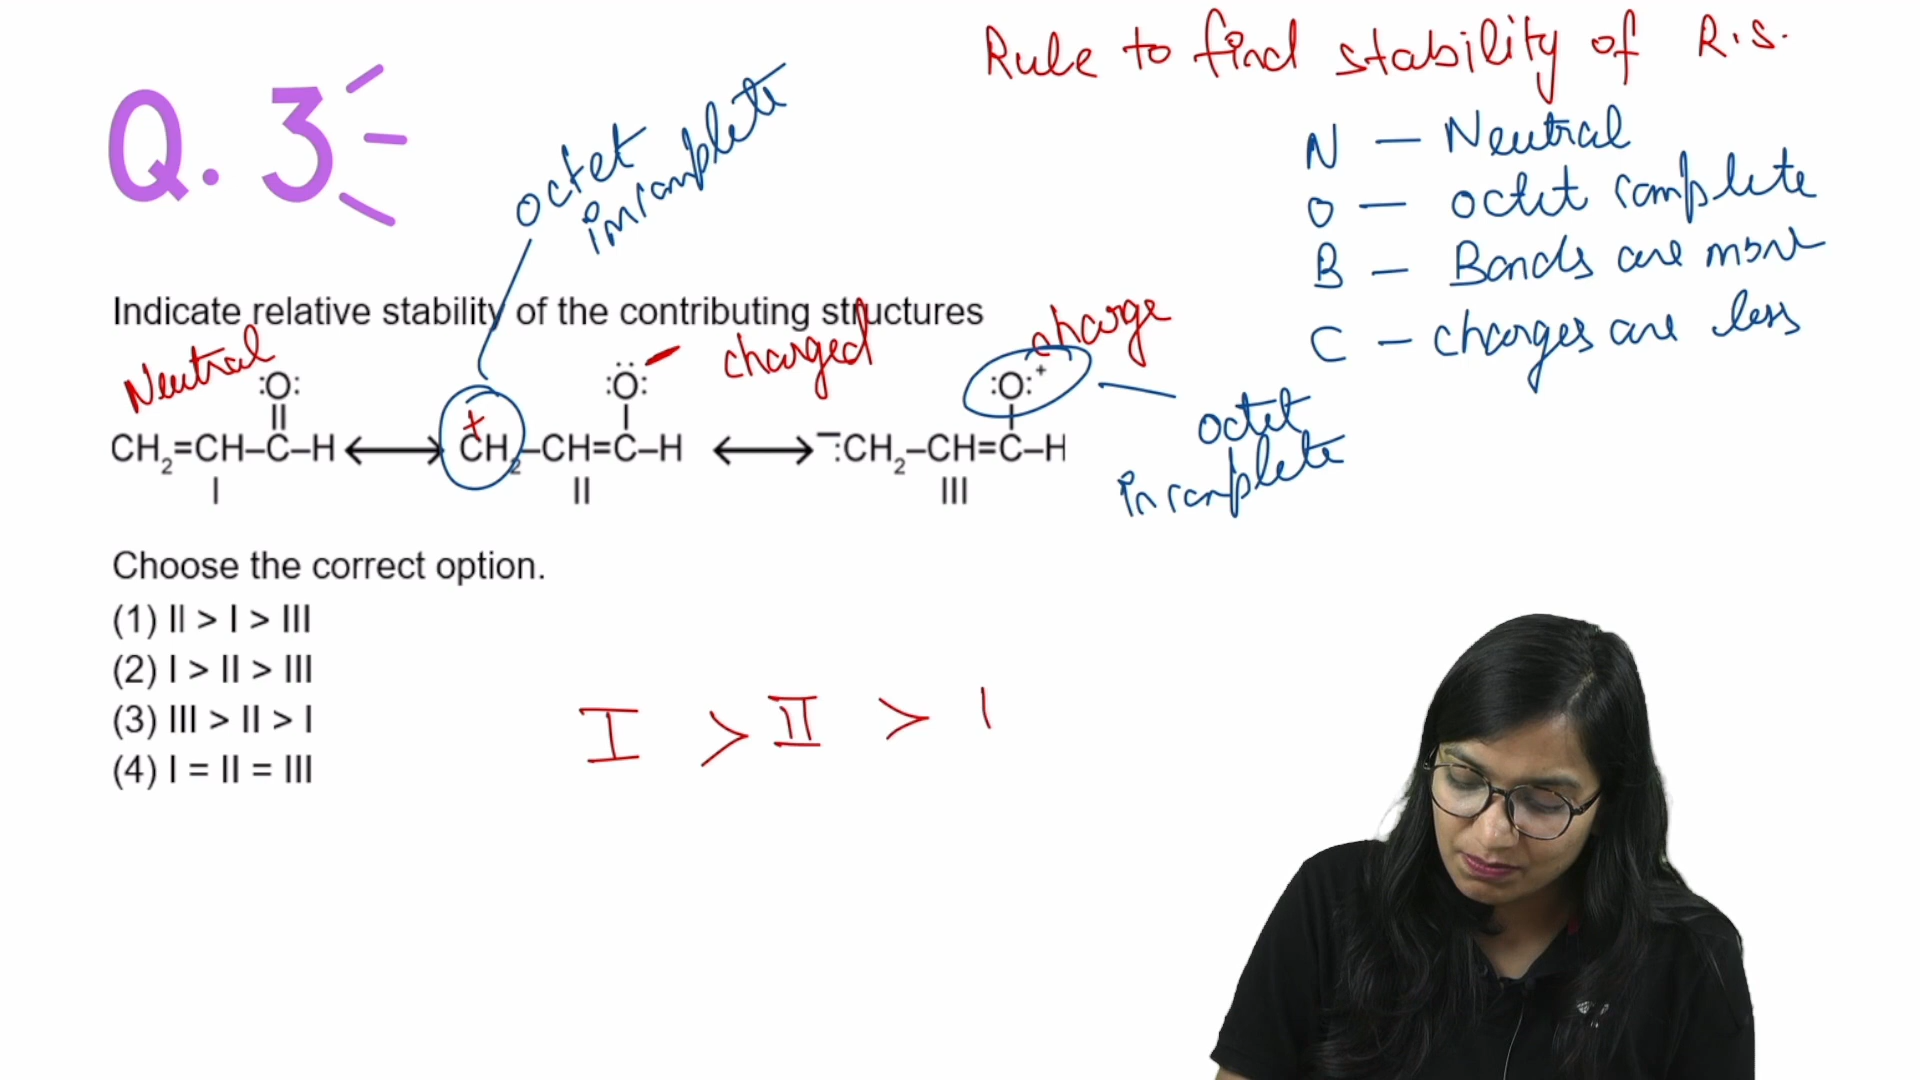 Rule to find stability of R.S.
Q. 3
N — Neutral
O — octet complete
B — Bonds are more
C — charges are less
octet
incomplete
Indicate relative stability of the contributing structures
Neutral
charged
charge
:O: :Ö: − :O:+
CH2=CH–C–H ⟷ +CH2–CH=C–H ⟷ −:CH2–CH=C–H
I II III
octet
incomplete
Choose the correct option.
(1) II > I > III
(2) I > II > III
(3) III > II > I
(4) I = II = III
I > II > I